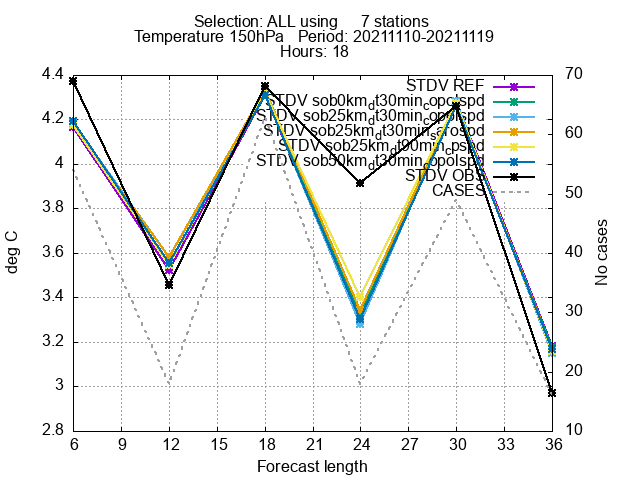 Selection: ALL using 7 stations
Temperature 150hPa Period: 20211110-20211119
Hours: 18
4.4 70
STDV REF
STDV sob0km_dt30min_copolspd
4.2 STDV sob25km_dt30min_copolspd
60
STDV sob25km_dt30min_
STDV sob25km_dt90min_
4 STDV sob50km_dt30min_copolspd
STDV OBS
CASES 50
3.8
3.6 40
3.4
30
3.2
20
3
2.8 10
deg C
No cases
6 9 12 15 18 21 24 27 30 33 36
Forecast length